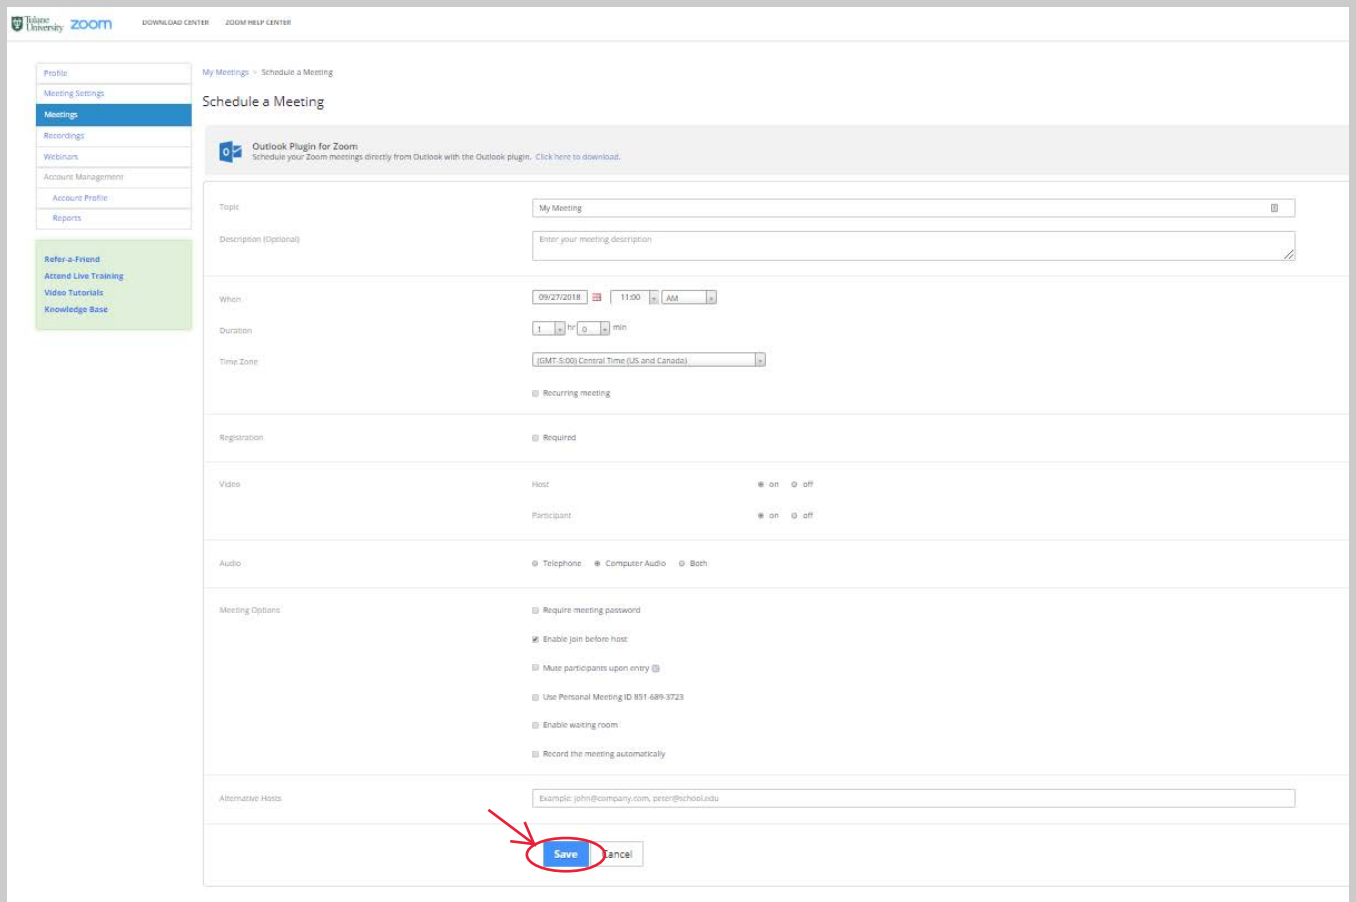 Tulane
University
zoom
DOWNLOAD CENTER
ZOOM HELP CENTER
Profile
Meeting Settings
Meetings
Recordings
Webinars
Account Management
Account Profile
Reports
Refer-a-Friend
Attend Live Training
Video Tutorials
Knowledge Base
My Meetings > Schedule a Meeting
Schedule a Meeting
Outlook Plugin for Zoom
Schedule your Zoom meetings directly from Outlook with the Outlook plugin. Click here to download.
Topic
My Meeting
Description (Optional)
Enter your meeting description
When
09/27/2018 11:00 AM
Duration
1 hr 0 min
Time Zone
(GMT-5:00) Central Time (US and Canada)
Recurring meeting
Registration
Required
Video
Host on off
Participant on off
Audio
Telephone Computer Audio Both
Meeting Options
Require meeting password
Enable join before host
Mute participants upon entry
Use Personal Meeting ID 851-689-3723
Enable waiting room
Record the meeting automatically
Alternative Hosts
Example: john@company.com, peter@school.edu
Save Cancel